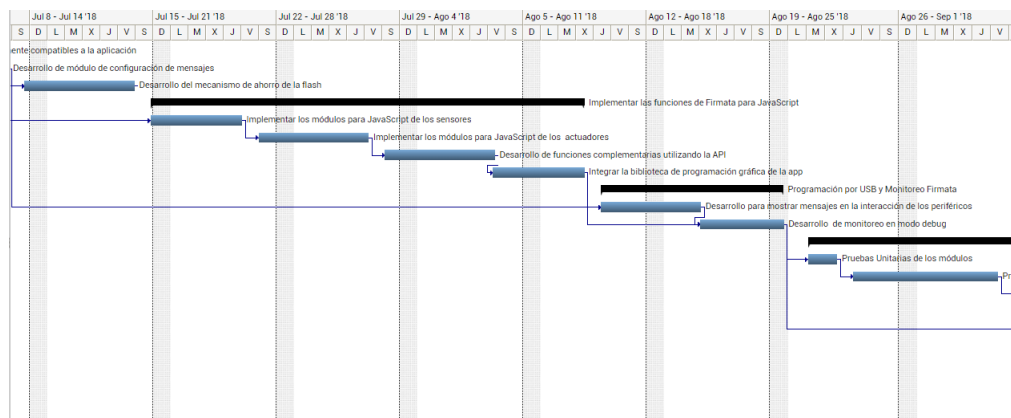 Jul 8 - Jul 14 '18 Jul 15 - Jul 21 '18 Jul 22 - Jul 28 '18 Jul 29 - Ago 4 '18 Ago 5 - Ago 11 '18 Ago 12 - Ago 18 '18 Ago 19 - Ago 25 '18 Ago 26 - Sep 1 '18
S D L M X J V S D L M X J V S D L M X J V S D L M X J V S D L M X J V S D L M X J V S D L M X J V S D L M X J V
ente compatibles a la aplicación
Desarrollo de módulo de configuración de mensajes
Desarrollo del mecanismo de ahorro de la flash
Implementar las funciones de Firmata para JavaScript
Implementar los módulos para JavaScript de los sensores
Implementar los módulos para JavaScript de los actuadores
Desarrollo de funciones complementarias utilizando la API
Integrar la biblioteca de programación gráfica de la app
Programación por USB y Monitoreo Firmata
Desarrollo para mostrar mensajes en la interacción de los periféricos
Desarrollo de monitoreo en modo debug
Pruebas Unitarias de los módulos
Pr